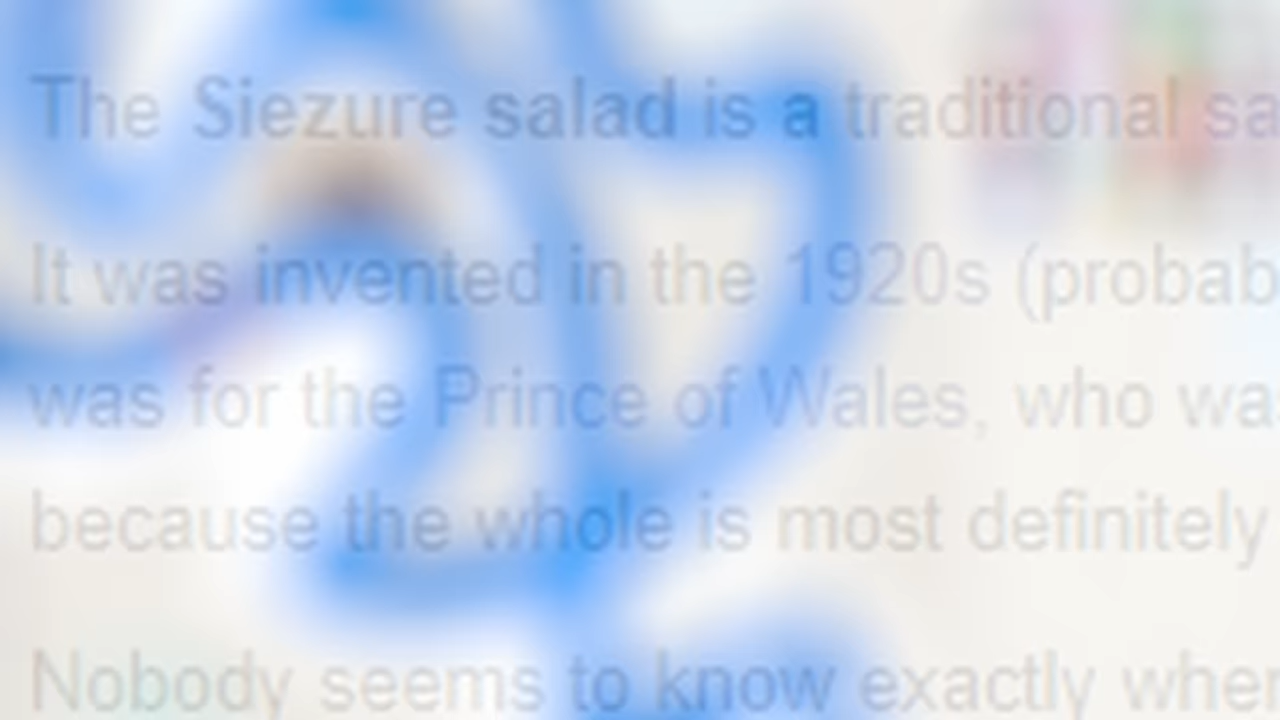 The Siezure salad is a traditional sa
It was invented in the 1920s (probab
was for the Prince of Wales, who wa
because the whole is most definitely
Nobody seems to know exactly wher